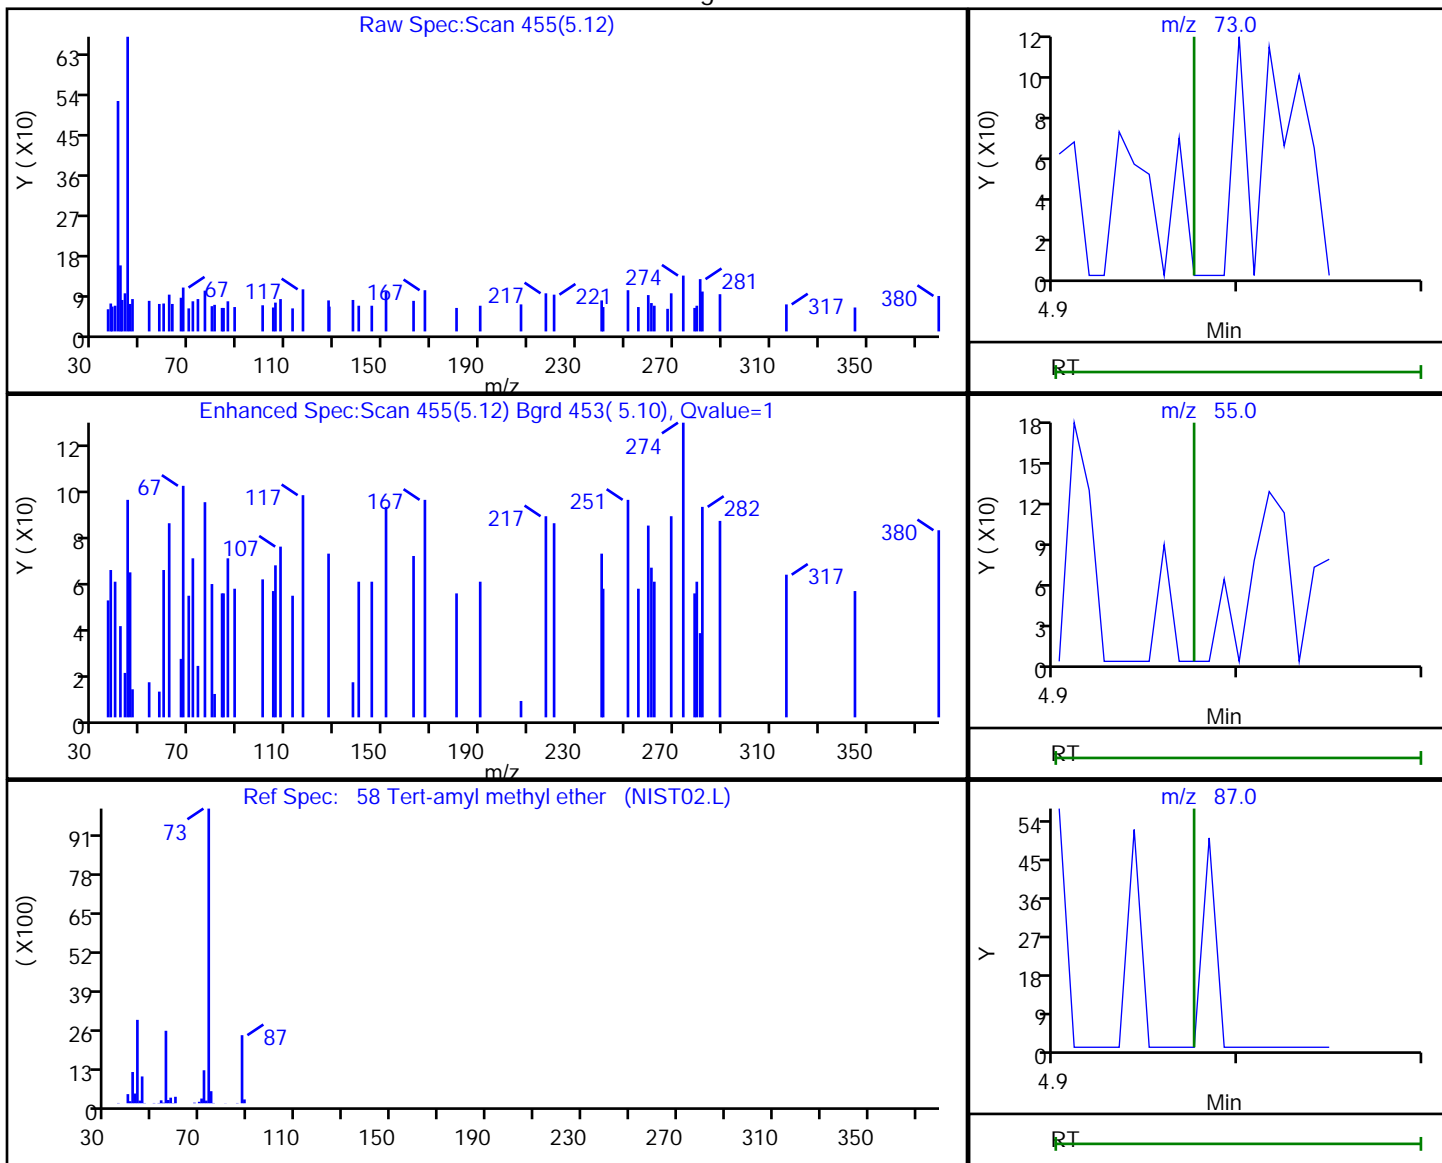 g
Raw Spec:Scan 455(5.12)
Y ( X10)
63
54
45
36
27
18
9
0
67
117
167
217
221
274
281
317
380
30 70 110 150 190 230 270 310 350
m/z
m/z 73.0
Y ( X10)
12
10
8
6
4
2
0
4.9
Min
RT
Enhanced Spec:Scan 455(5.12) Bgrd 453( 5.10), Qvalue=1
Y ( X10)
12
10
8
6
4
2
0
67
107
117
167
217
251
274
282
317
380
30 70 110 150 190 230 270 310 350
m/z
m/z 55.0
Y ( X10)
18
15
12
9
6
3
0
4.9
Min
RT
Ref Spec: 58 Tert-amyl methyl ether (NIST02.L)
( X100)
91
78
65
52
39
26
13
0
73
87
30 70 110 150 190 230 270 310 350
m/z 87.0
Y
54
45
36
27
18
9
0
4.9
Min
RT